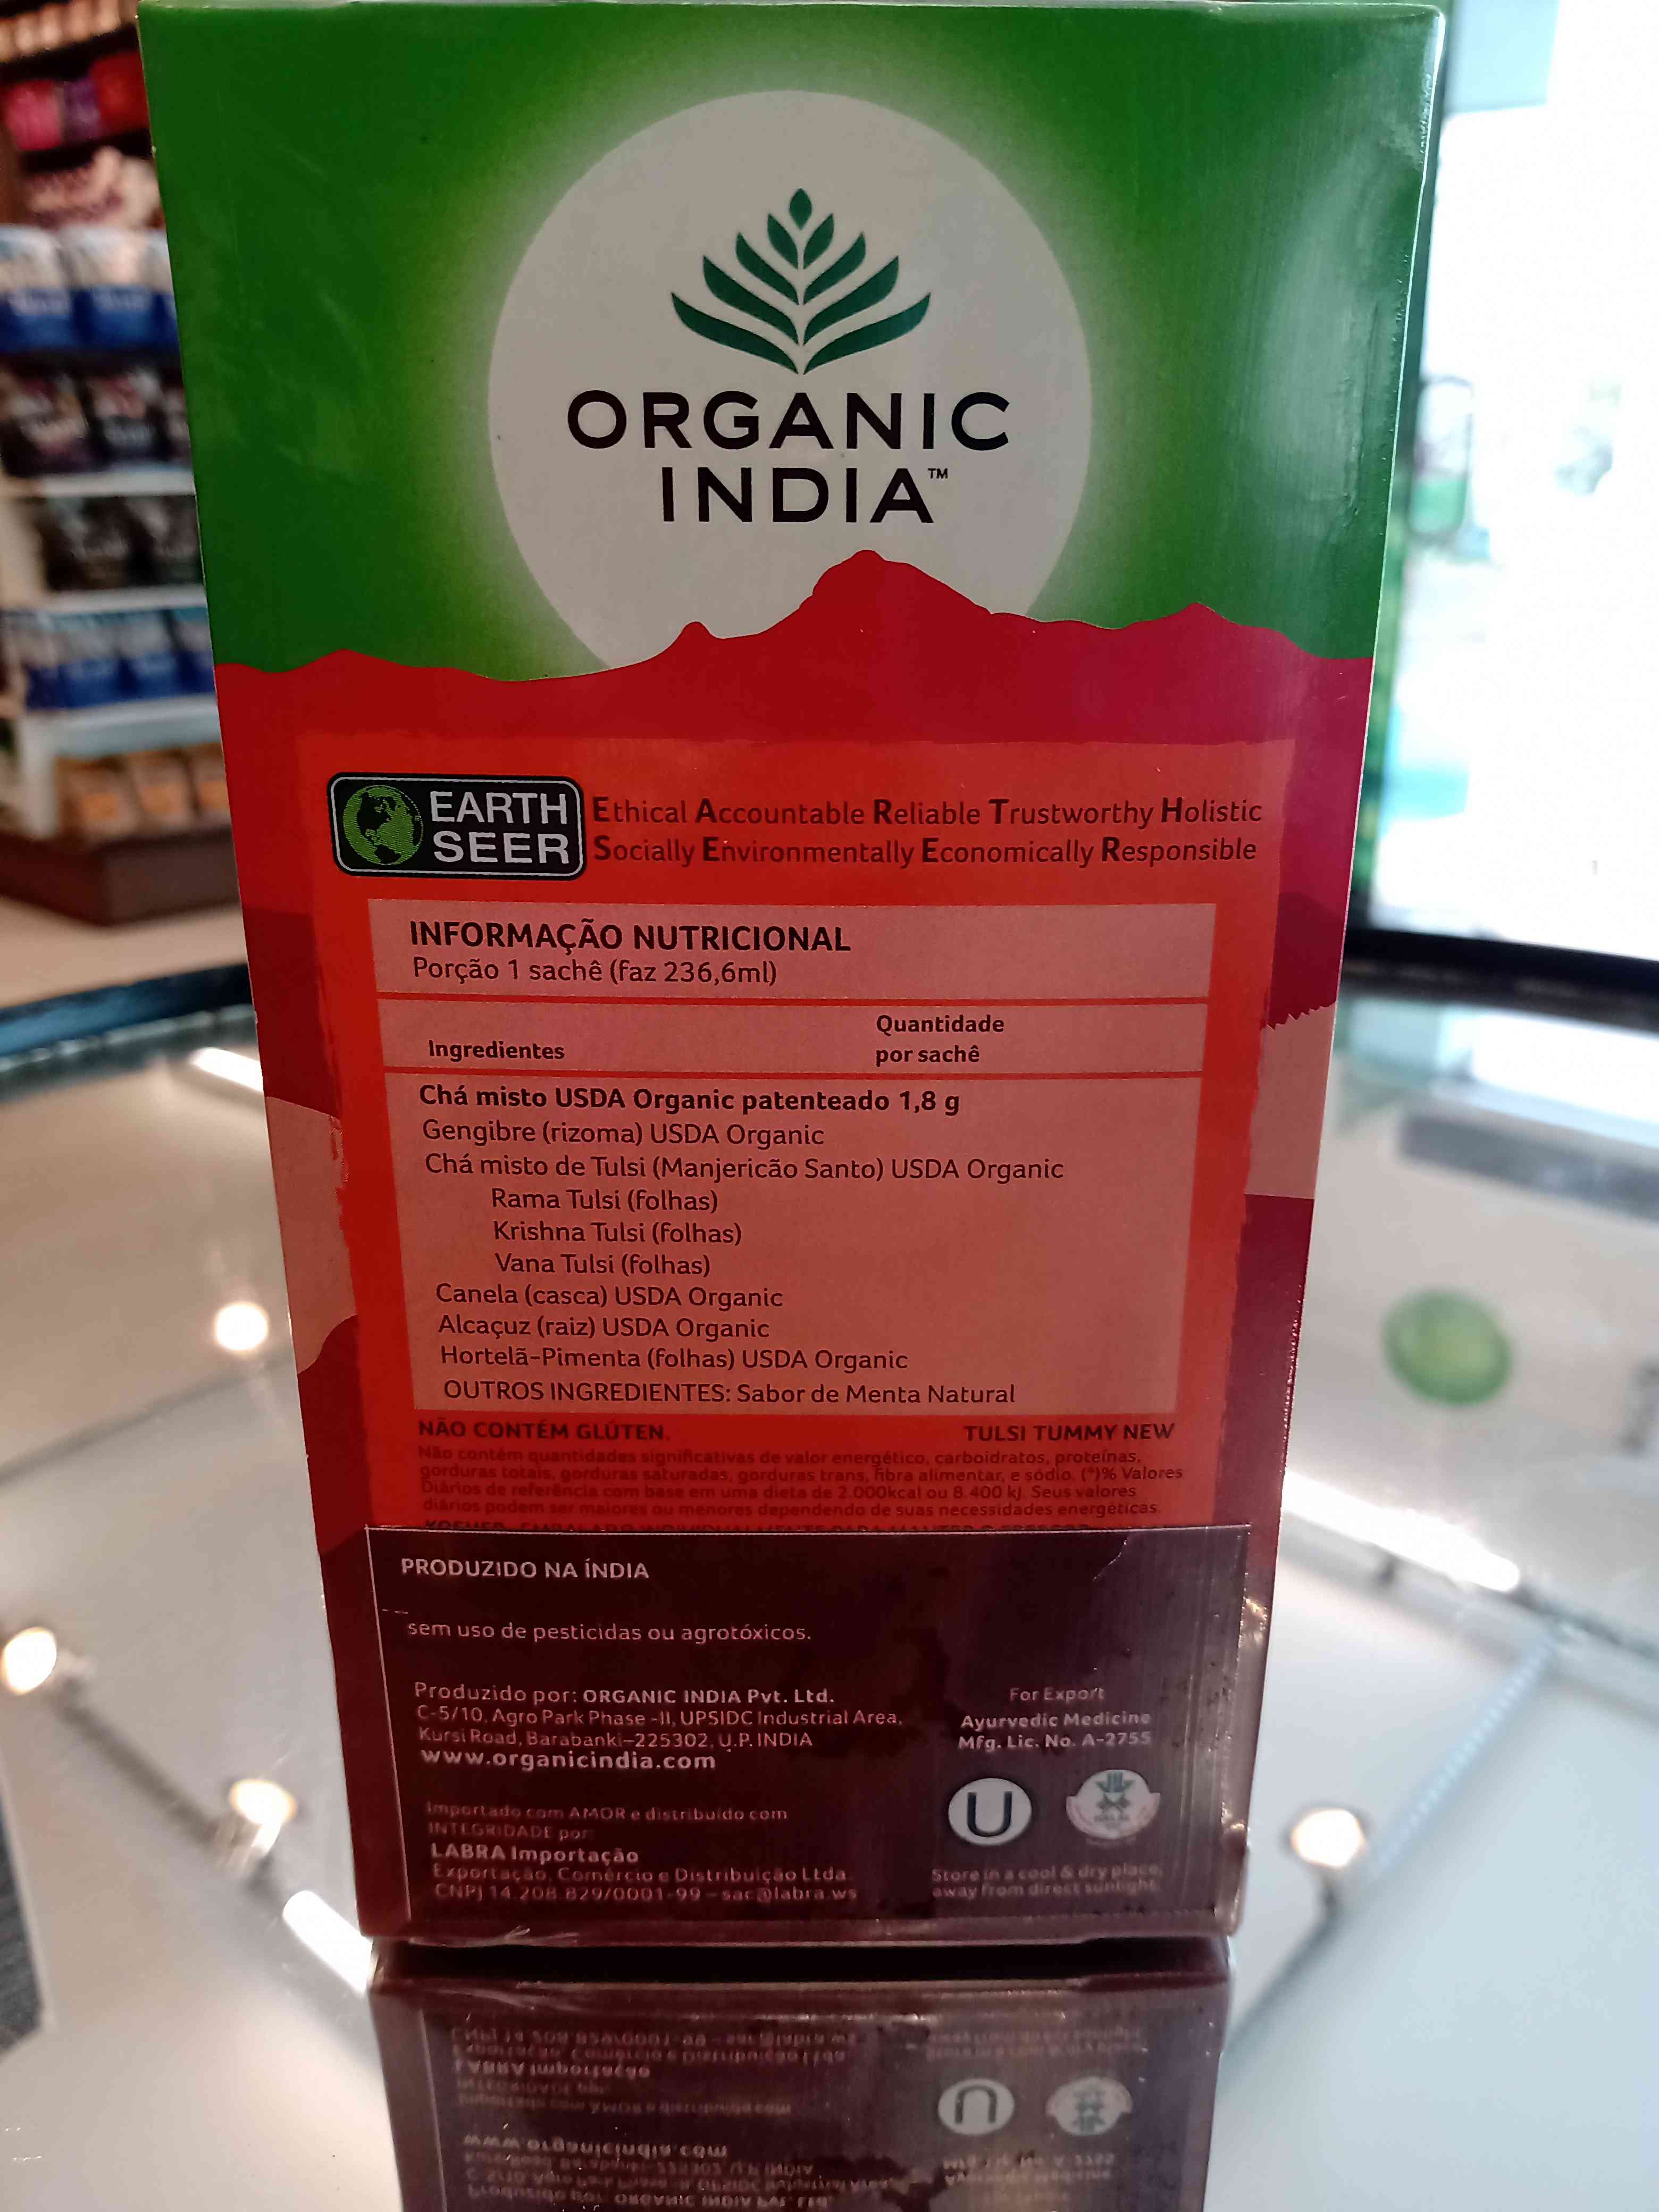 ORGANIC
INDIA™
EARTH
SEER
Ethical Accountable Reliable Trustworthy Holistic
Socially Environmentally Economically Responsible
INFORMAÇÃO NUTRICIONAL
Porção 1 sachê (faz 236,6ml)
Ingredientes
Quantidade
por sachê
Chá misto USDA Organic patenteado 1,8 g
Gengibre (rizoma) USDA Organic
Chá misto de Tulsi (Manjericão Santo) USDA Organic
Rama Tulsi (folhas)
Krishna Tulsi (folhas)
Vana Tulsi (folhas)
Canela (casca) USDA Organic
Alcaçuz (raiz) USDA Organic
Hortelã-Pimenta (folhas) USDA Organic
OUTROS INGREDIENTES: Sabor de Menta Natural
NÃO CONTÉM GLÚTEN.
TULSI TUMMY NEW
Não contém quantidades significativas de valor energético, carboidratos, proteínas,
gorduras totais, gorduras saturadas, gorduras trans, fibra alimentar, e sódio. (*)% Valores
Diários de referência com base em uma dieta de 2.000kcal ou 8.400 kJ. Seus valores
diários podem ser maiores ou menores dependendo de suas necessidades energéticas.
PRODUZIDO NA ÍNDIA
sem uso de pesticidas ou agrotóxicos.
Produzido por: ORGANIC INDIA Pvt. Ltd.
C-5/10, Agro Park Phase -II, UPSIDC Industrial Area,
Kursi Road, Barabanki-225302, U.P. INDIA
www.organicindia.com
Importado com AMOR e distribuído com
INTEGRIDADE por:
LABRA Importação
Exportação, Comércio e Distribuição Ltda.
CNPJ 14.208.829/0001-99 - sac@labra.ws
For Export
Ayurvedic Medicine
Mfg. Lic. No. A-2755
U
Store in a cool & dry place,
away from direct sunlight.